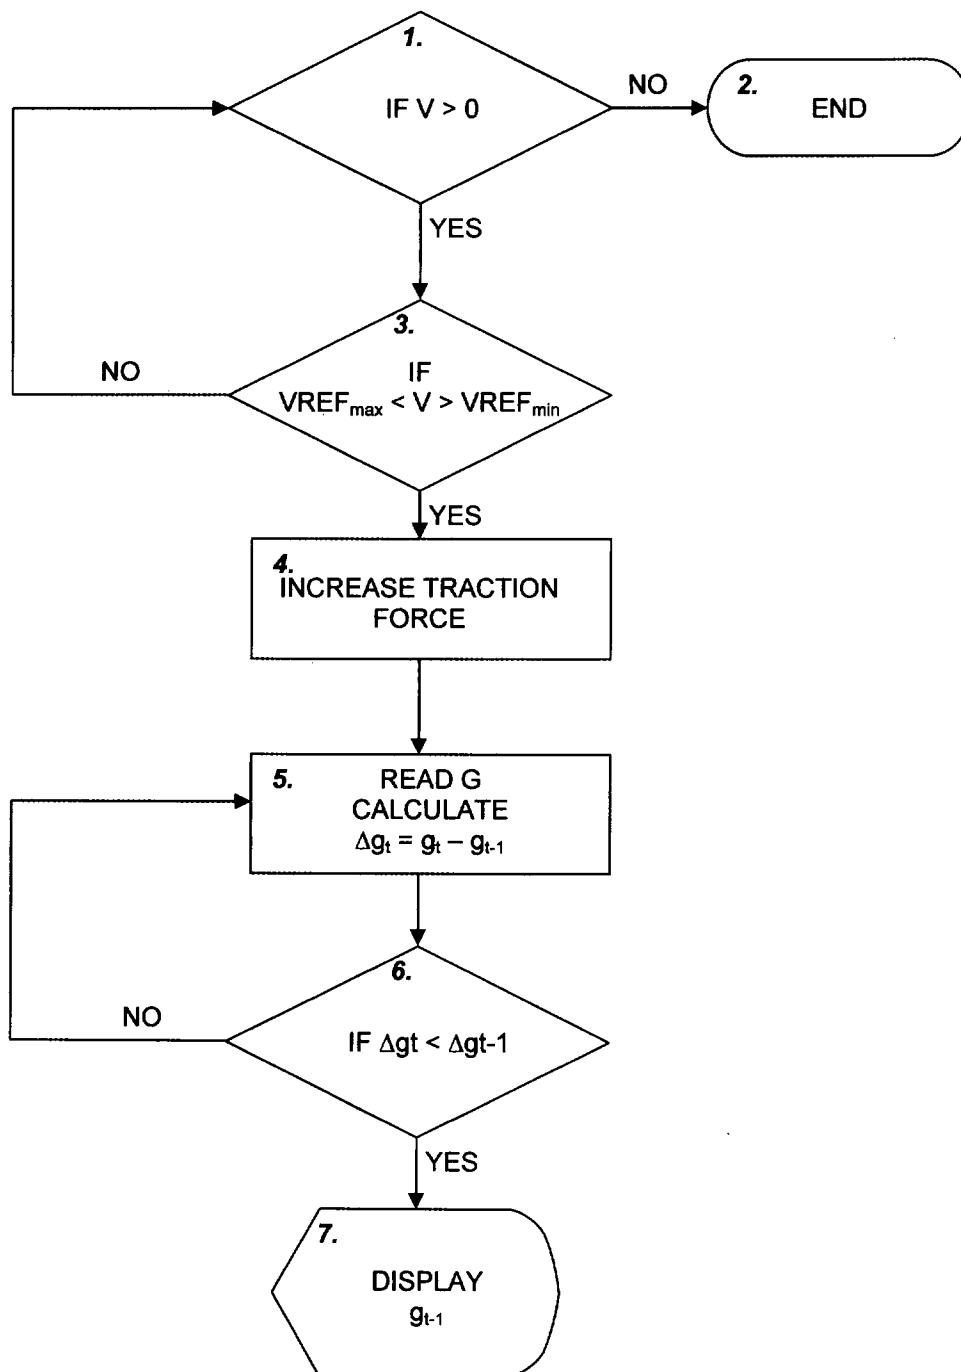 1.
IF V > 0
NO
2.
END
YES
3.
IF
VREFmax < V > VREFmin
NO
YES
4.
INCREASE TRACTION
FORCE
5.
READ G
CALCULATE
Δgt = gt – gt-1
6.
IF Δgt < Δgt-1
NO
YES
7.
DISPLAY
gt-1